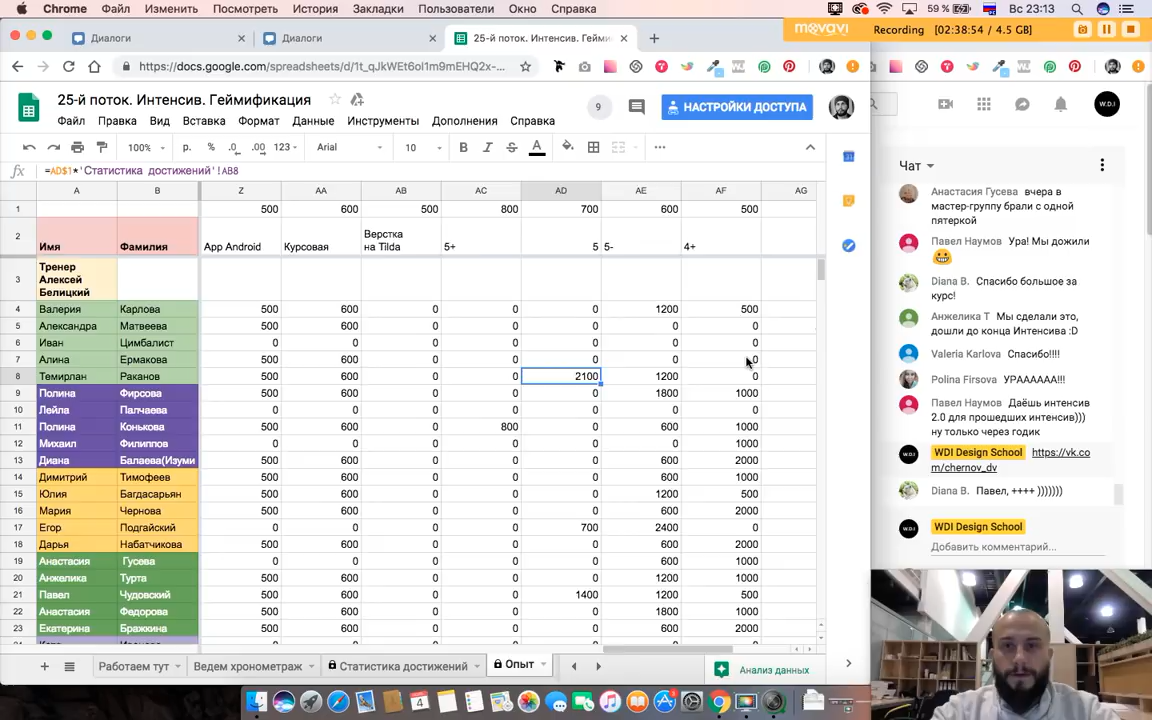 Chrome Файл Изменить Посмотреть История Закладки Пользователи Окно Справка
59 % Вс 23:13
Диалоги
Диалоги
25-й поток. Интенсив. Гейми
movavi Recording [02:38:54 / 4.5 GB]
https://docs.google.com/spreadsheets/d/1t_qJkWEt6oI1m9mEHQ2x-...
25-й поток. Интенсив. Геймификация
9
НАСТРОЙКИ ДОСТУПА
W.D.I
Файл Правка Вид Вставка Формат Данные Инструменты Дополнения Справка
100% р. % .0 .00 123 Arial 10 B I S A
fx =AD$1*'Статистика достижений'!AB8
A B Z AA AB AC AD AE AF AG
1 500 600 500 800 700 600 500
2 Имя Фамилия App Android Курсовая Верстка на Tilda 5+ 5 5- 4+
3 Тренер Алексей Белицкий
4 Валерия Карлова 500 600 0 0 0 1200 500
5 Александра Матвеева 500 600 0 0 0 0 0
6 Иван Цимбалист 0 0 0 0 0 0 0
7 Алина Ермакова 500 600 0 0 0 0 0
8 Темирлан Раканов 500 600 0 0 2100 1200 0
9 Полина Фирсова 500 600 0 0 0 1800 1000
10 Лейла Палчаева 0 0 0 0 0 0 0
11 Полина Конькова 500 600 0 800 0 600 1000
12 Михаил Филиппов 0 0 0 0 0 0 1000
13 Диана Балаева(Изуми 500 600 0 0 0 600 2000
14 Димитрий Тимофеев 500 600 0 0 0 600 1000
15 Юлия Багдасарьян 500 600 0 0 0 1200 500
16 Мария Чернова 500 600 0 0 0 600 2000
17 Егор Подгайский 0 0 0 0 700 2400 0
18 Дарья Набатчикова 500 600 0 0 0 600 2000
19 Анастасия Гусева 0 0 0 0 0 600 1000
20 Анжелика Турта 500 600 0 0 0 1200 1000
21 Павел Чудовский 500 600 0 0 1400 1200 500
22 Анастасия Федорова 500 600 0 0 0 1800 1000
23 Екатерина Бражкина 500 600 0 0 0 600 2000
Работаем тут Ведем хронометраж Статистика достижений Опыт
Анализ данных
Чат
Анастасия Гусева вчера в
мастер-группу брали с одной
пятеркой
Павел Наумов Ура! Мы дожили
Diana B. Спасибо большое за
курс!
Анжелика Т Мы сделали это,
дошли до конца Интенсива :D
Valeria Karlova Спасибо!!!!
Polina Firsova УРАААААА!!!
Павел Наумов Даёшь интенсив
2.0 для прошедших интенсив)))
ну только через годик
WDI Design School https://vk.co
m/chernov_dv
Diana B. Павел, ++++ )))))))
WDI Design School
Добавить комментарий...